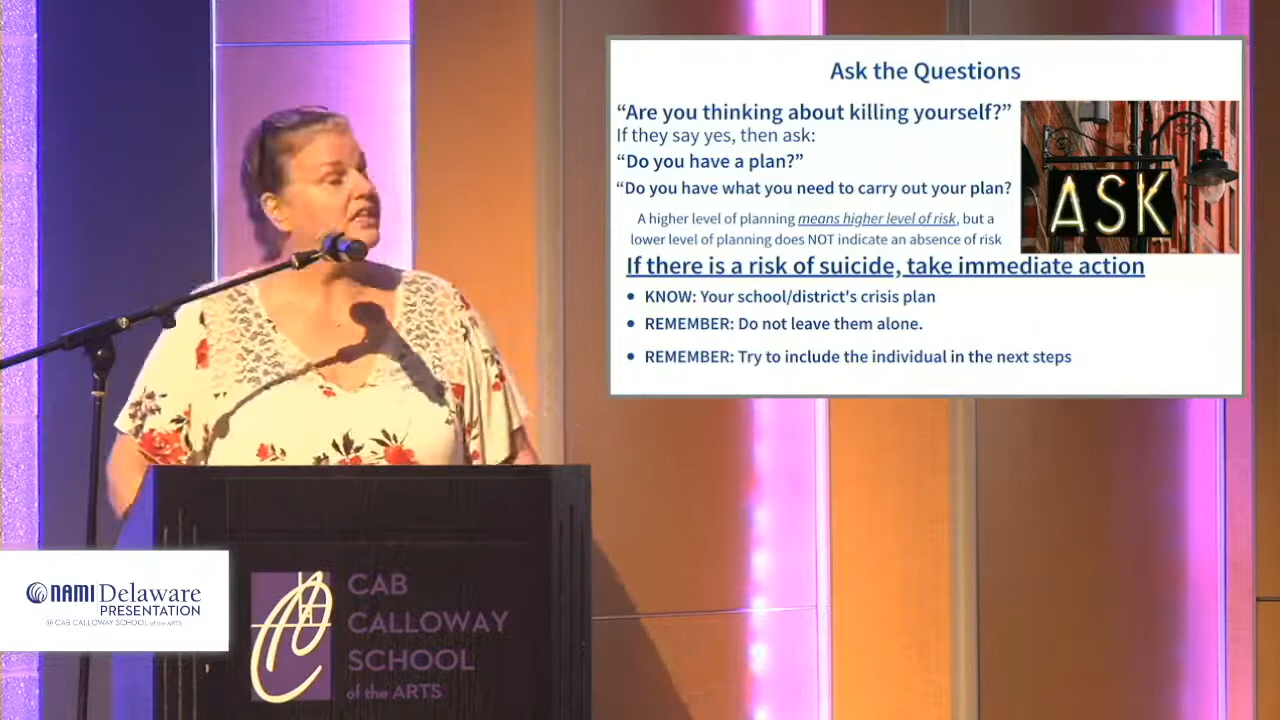 Ask the Questions
“Are you thinking about killing yourself?”
If they say yes, then ask:
“Do you have a plan?”
“Do you have what you need to carry out your plan?
A higher level of planning means higher level of risk, but a
lower level of planning does NOT indicate an absence of risk
ASK
If there is a risk of suicide, take immediate action
• KNOW: Your school/district's crisis plan
• REMEMBER: Do not leave them alone.
• REMEMBER: Try to include the individual in the next steps
NAMI Delaware
PRESENTATION
@ CAB CALLOWAY SCHOOL of the ARTS
CAB
CALLOWAY
SCHOOL
of the ARTS